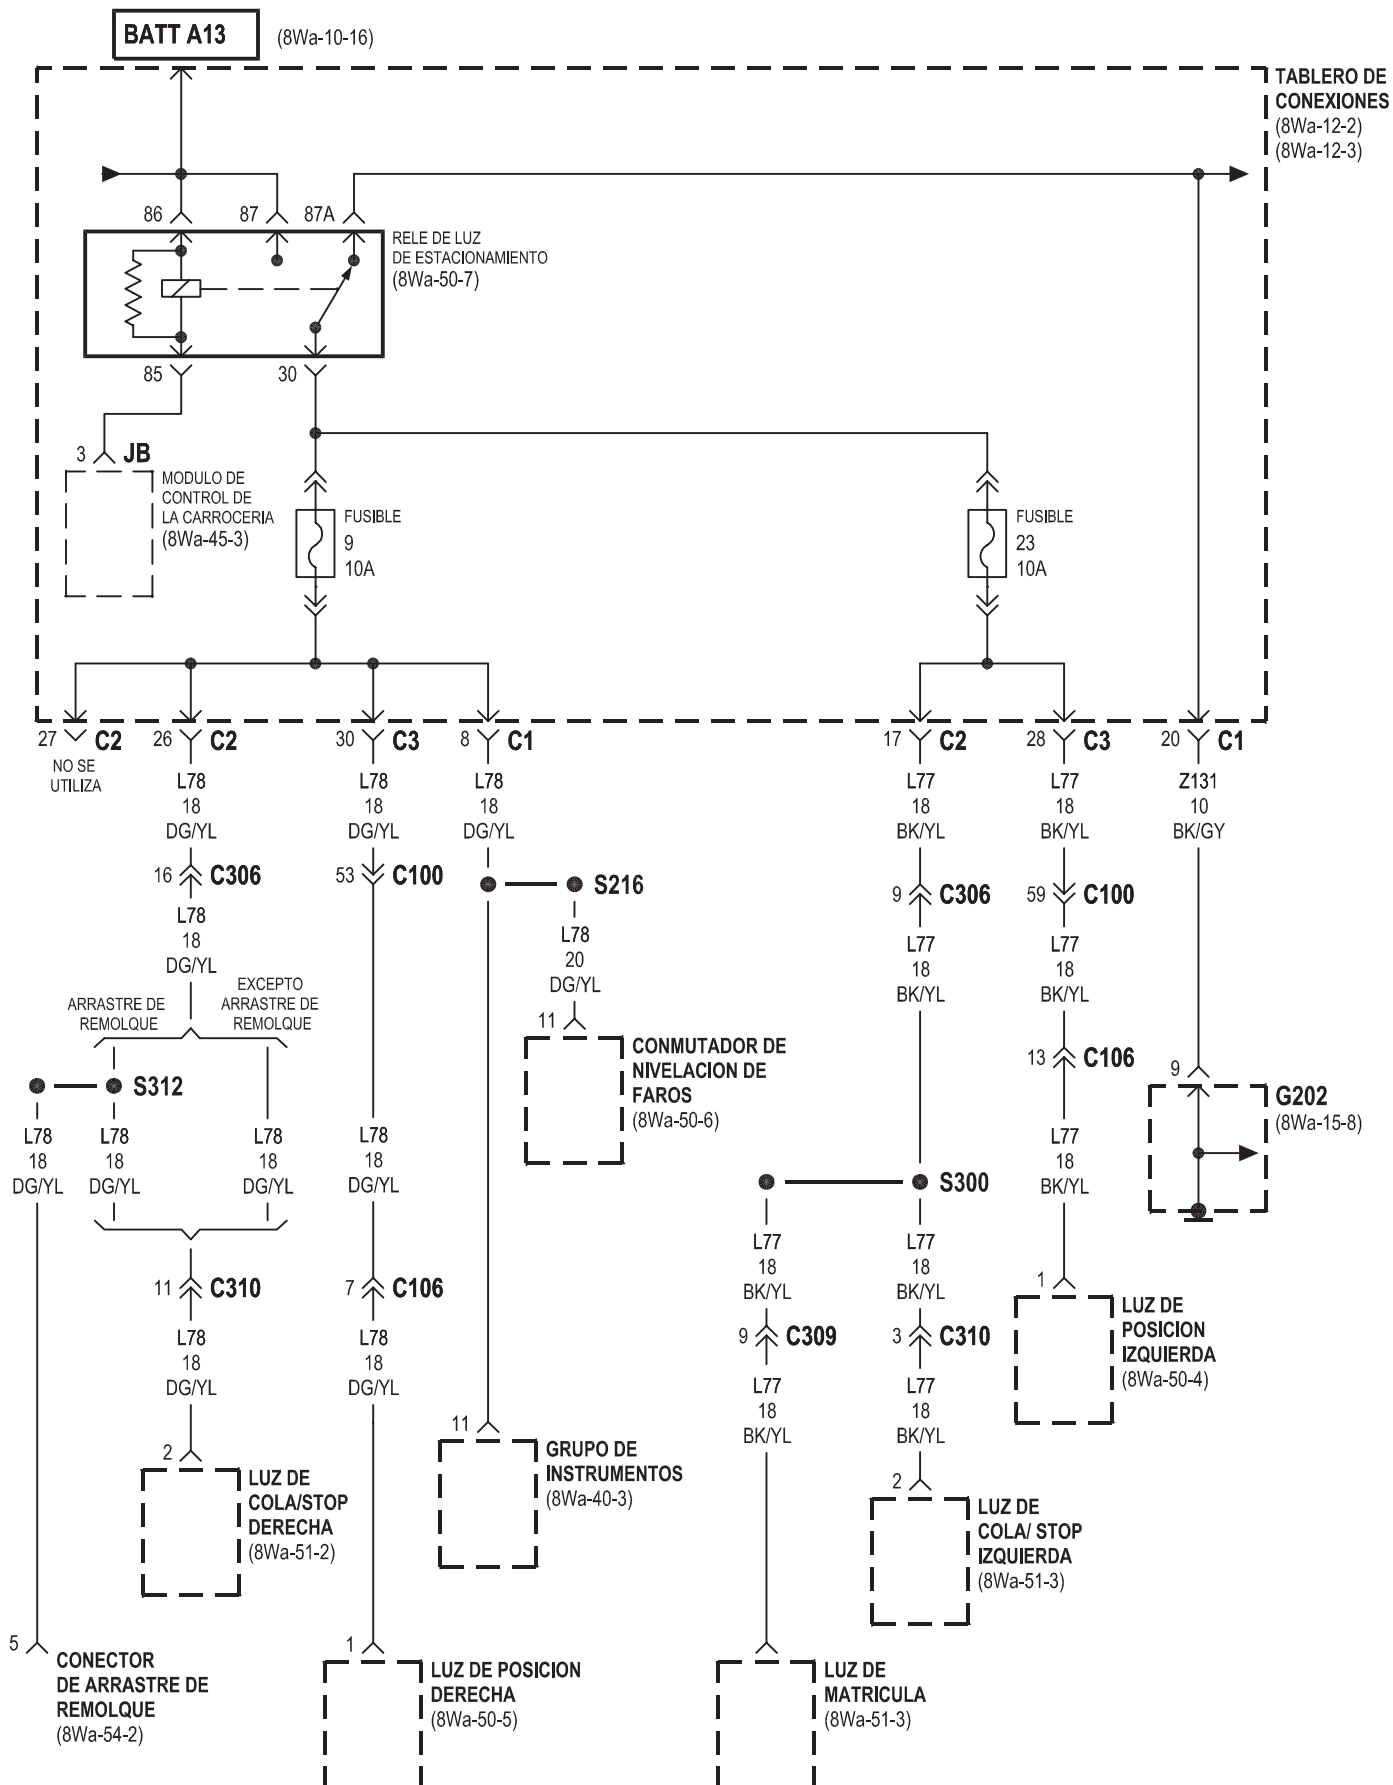 BATT A13 (8Wa-10-16)
TABLERO DE
CONEXIONES
(8Wa-12-2)
(8Wa-12-3)
86 87 87A
RELE DE LUZ
DE ESTACIONAMIENTO
(8Wa-50-7)
85 30
3 JB
MODULO DE
CONTROL DE
LA CARROCERIA
(8Wa-45-3)
FUSIBLE
9
10A
FUSIBLE
23
10A
27 C2 26 C2 30 C3 8 C1 17 C2 28 C3 20 C1
NO SE
UTILIZA
L78 L78 L78 L77 L77 Z131
18 18 18 18 18 10
DG/YL DG/YL DG/YL BK/YL BK/YL BK/GY
16 C306 53 C100 S216 9 C306 59 C100
L78
18
DG/YL
L78
20
DG/YL
L77 L77
18 18
BK/YL BK/YL
ARRASTRE DE
REMOLQUE
EXCEPTO
ARRASTRE DE
REMOLQUE
11
CONMUTADOR DE
NIVELACION DE
FAROS
(8Wa-50-6)
13 C106
9
G202
(8Wa-15-8)
S312
L78 L78 L78 L78 L77
18 18 18 18 18
DG/YL DG/YL DG/YL DG/YL BK/YL
S300
L77 L77
18 18
BK/YL BK/YL
11 C310 7 C106
1
LUZ DE
POSICION
IZQUIERDA
(8Wa-50-4)
9 C309 3 C310
L78 L78
18 18
DG/YL DG/YL
L77 L77
18 18
BK/YL BK/YL
11
GRUPO DE
INSTRUMENTOS
(8Wa-40-3)
2
LUZ DE
COLA/STOP
DERECHA
(8Wa-51-2)
2
LUZ DE
COLA/ STOP
IZQUIERDA
(8Wa-51-3)
5
CONECTOR
DE ARRASTRE DE
REMOLQUE
(8Wa-54-2)
1
LUZ DE POSICION
DERECHA
(8Wa-50-5)
LUZ DE
MATRICULA
(8Wa-51-3)